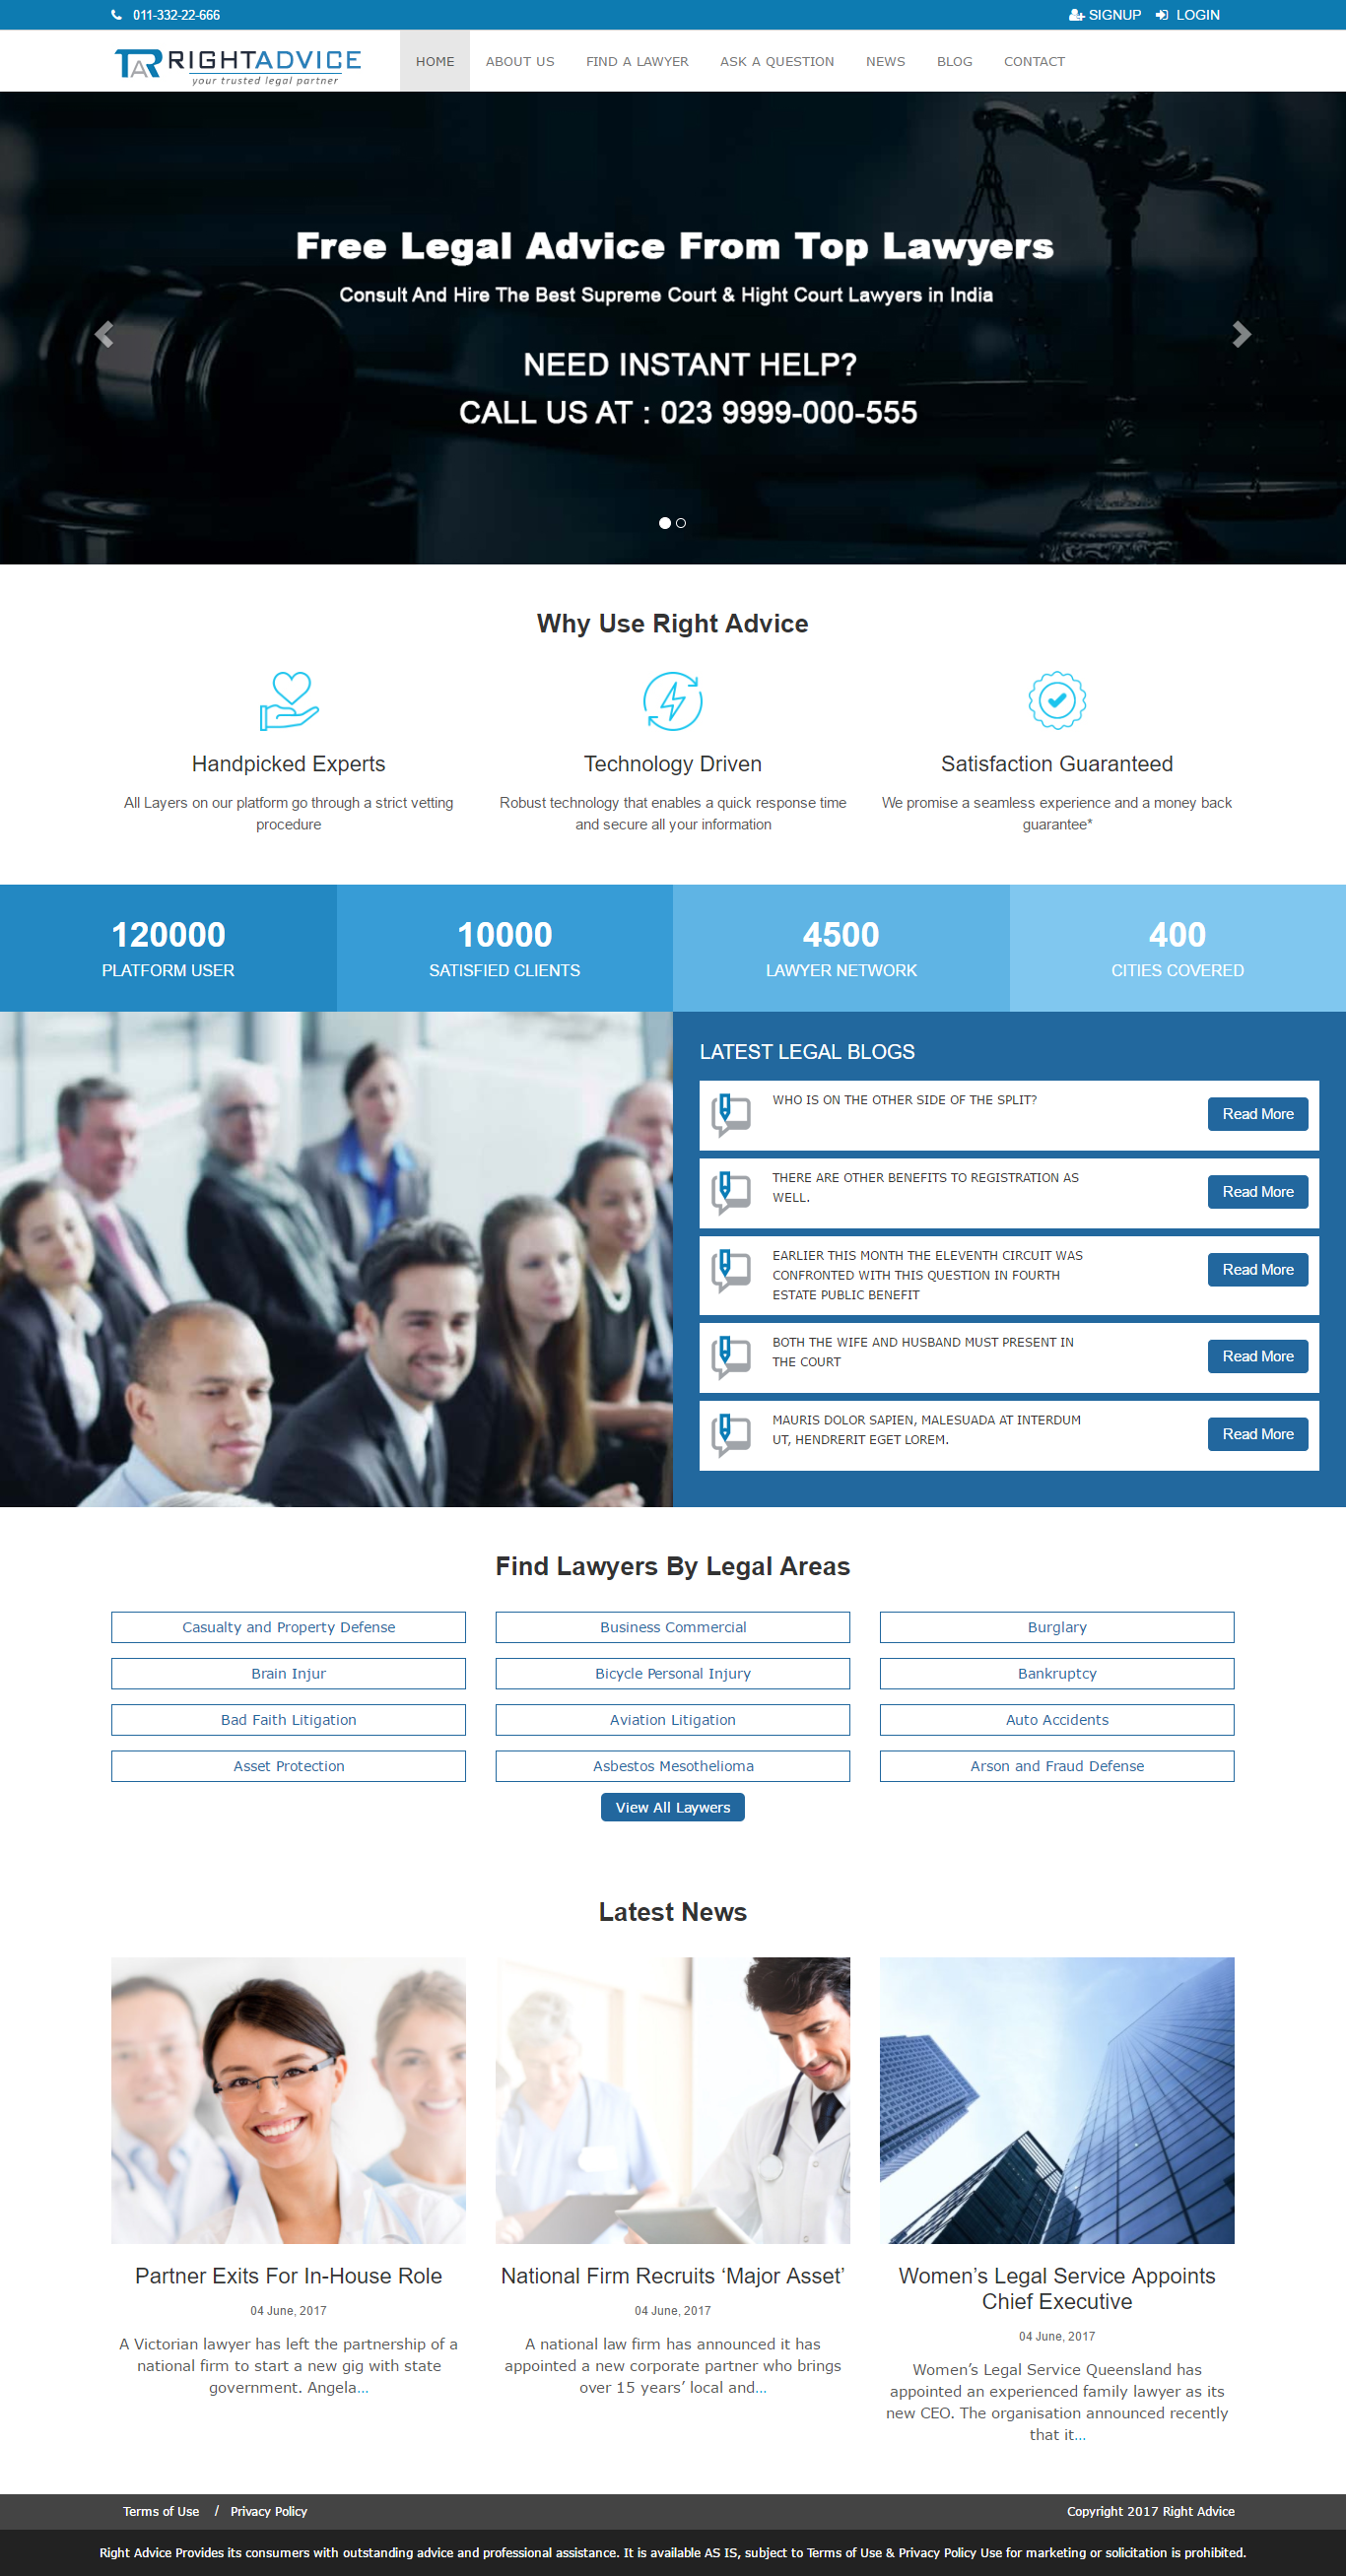 011-332-22-666
SIGNUP LOGIN
TAR RIGHTADVICE
your trusted legal partner
HOME ABOUT US FIND A LAWYER ASK A QUESTION NEWS BLOG CONTACT
Free Legal Advice From Top Lawyers
Consult And Hire The Best Supreme Court & Hight Court Lawyers in India
NEED INSTANT HELP?
CALL US AT : 023 9999-000-555
Why Use Right Advice
Handpicked Experts
All Layers on our platform go through a strict vetting
procedure
Technology Driven
Robust technology that enables a quick response time
and secure all your information
Satisfaction Guaranteed
We promise a seamless experience and a money back
guarantee*
120000
PLATFORM USER
10000
SATISFIED CLIENTS
4500
LAWYER NETWORK
400
CITIES COVERED
LATEST LEGAL BLOGS
WHO IS ON THE OTHER SIDE OF THE SPLIT?
Read More
THERE ARE OTHER BENEFITS TO REGISTRATION AS
WELL.
Read More
EARLIER THIS MONTH THE ELEVENTH CIRCUIT WAS
CONFRONTED WITH THIS QUESTION IN FOURTH
ESTATE PUBLIC BENEFIT
Read More
BOTH THE WIFE AND HUSBAND MUST PRESENT IN
THE COURT
Read More
MAURIS DOLOR SAPIEN, MALESUADA AT INTERDUM
UT, HENDRERIT EGET LOREM.
Read More
Find Lawyers By Legal Areas
Casualty and Property Defense
Business Commercial
Burglary
Brain Injur
Bicycle Personal Injury
Bankruptcy
Bad Faith Litigation
Aviation Litigation
Auto Accidents
Asset Protection
Asbestos Mesothelioma
Arson and Fraud Defense
View All Laywers
Latest News
Partner Exits For In-House Role
04 June, 2017
A Victorian lawyer has left the partnership of a
national firm to start a new gig with state
government. Angela...
National Firm Recruits ‘Major Asset’
04 June, 2017
A national law firm has announced it has
appointed a new corporate partner who brings
over 15 years’ local and...
Women’s Legal Service Appoints
Chief Executive
04 June, 2017
Women’s Legal Service Queensland has
appointed an experienced family lawyer as its
new CEO. The organisation announced recently
that it...
Terms of Use / Privacy Policy
Copyright 2017 Right Advice
Right Advice Provides its consumers with outstanding advice and professional assistance. It is available AS IS, subject to Terms of Use & Privacy Policy Use for marketing or solicitation is prohibited.